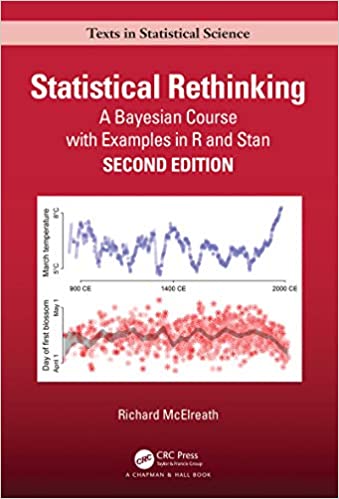 Texts in Statistical Science
Statistical Rethinking
A Bayesian Course
with Examples in R and Stan
SECOND EDITION
March temperature
8°C
5°C
900 CE
1400 CE
2000 CE
Day of first blossom
May 1
April 1
Richard McElreath
CRC Press
Taylor & Francis Group
A CHAPMAN & HALL BOOK